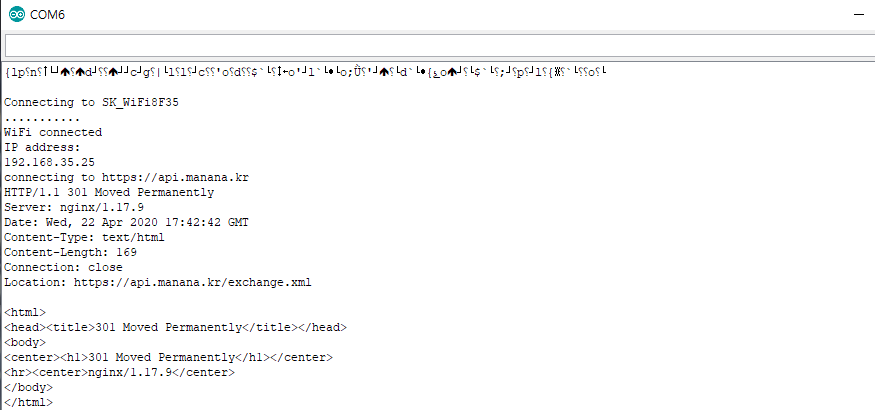 COM6
Connecting to SK_WiFi8F35
...........
WiFi connected
IP address:
192.168.35.25
connecting to https://api.manana.kr
HTTP/1.1 301 Moved Permanently
Server: nginx/1.17.9
Date: Wed, 22 Apr 2020 17:42:42 GMT
Content-Type: text/html
Content-Length: 169
Connection: close
Location: https://api.manana.kr/exchange.xml
<html>
<head><title>301 Moved Permanently</title></head>
<body>
<center><h1>301 Moved Permanently</h1></center>
<hr><center>nginx/1.17.9</center>
</body>
</html>